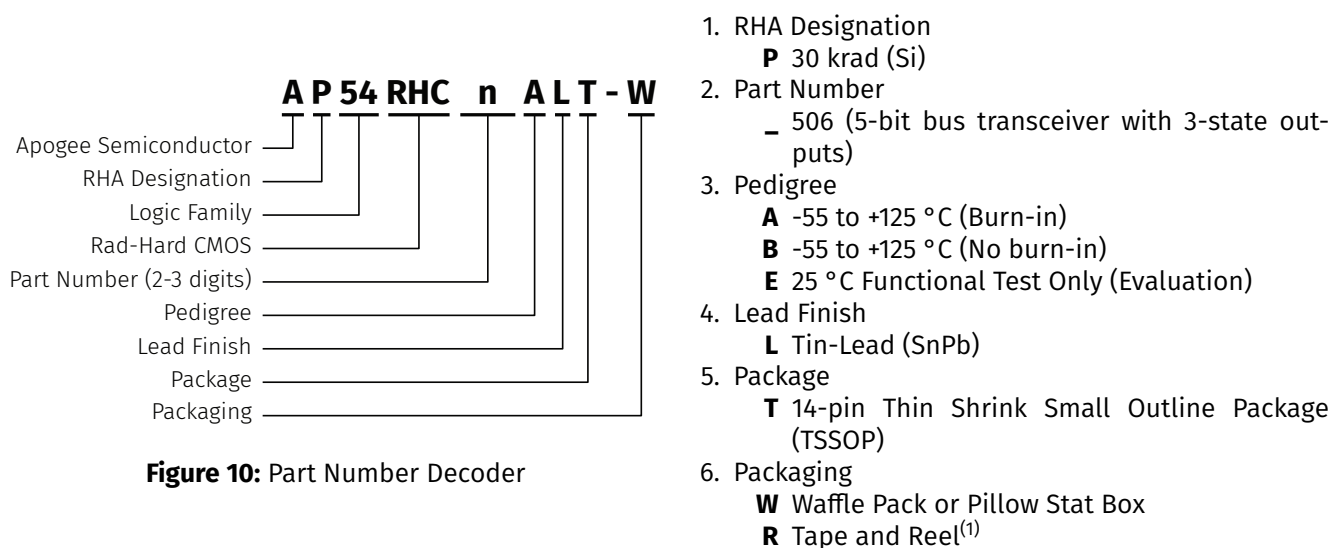 A P 54 RHC n A L T - W
Apogee Semiconductor
RHA Designation
Logic Family
Rad-Hard CMOS
Part Number (2-3 digits)
Pedigree
Lead Finish
Package
Packaging
Figure 10: Part Number Decoder
1. RHA Designation
P 30 krad (Si)
2. Part Number
_ 506 (5-bit bus transceiver with 3-state out-
puts)
3. Pedigree
A -55 to +125 °C (Burn-in)
B -55 to +125 °C (No burn-in)
E 25 °C Functional Test Only (Evaluation)
4. Lead Finish
L Tin-Lead (SnPb)
5. Package
T 14-pin Thin Shrink Small Outline Package
(TSSOP)
6. Packaging
W Waffle Pack or Pillow Stat Box
R Tape and Reel(1)